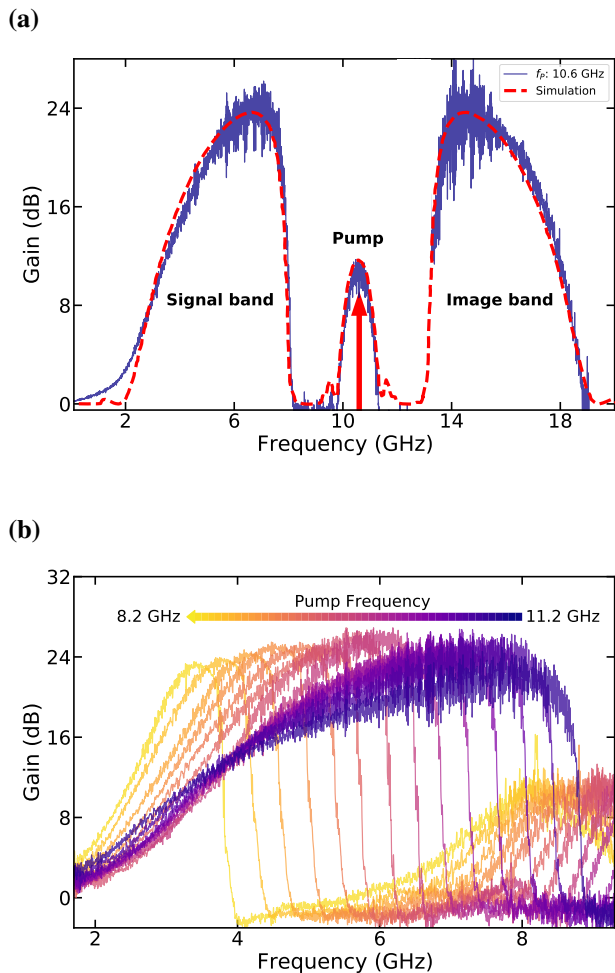 (a)
24
16
8
0
Gain (dB)
f_P: 10.6 GHz
Simulation
Pump
Signal band
Image band
2
6
10
14
18
Frequency (GHz)
(b)
32
24
16
8
0
Gain (dB)
Pump Frequency
8.2 GHz
11.2 GHz
2
4
6
8
Frequency (GHz)